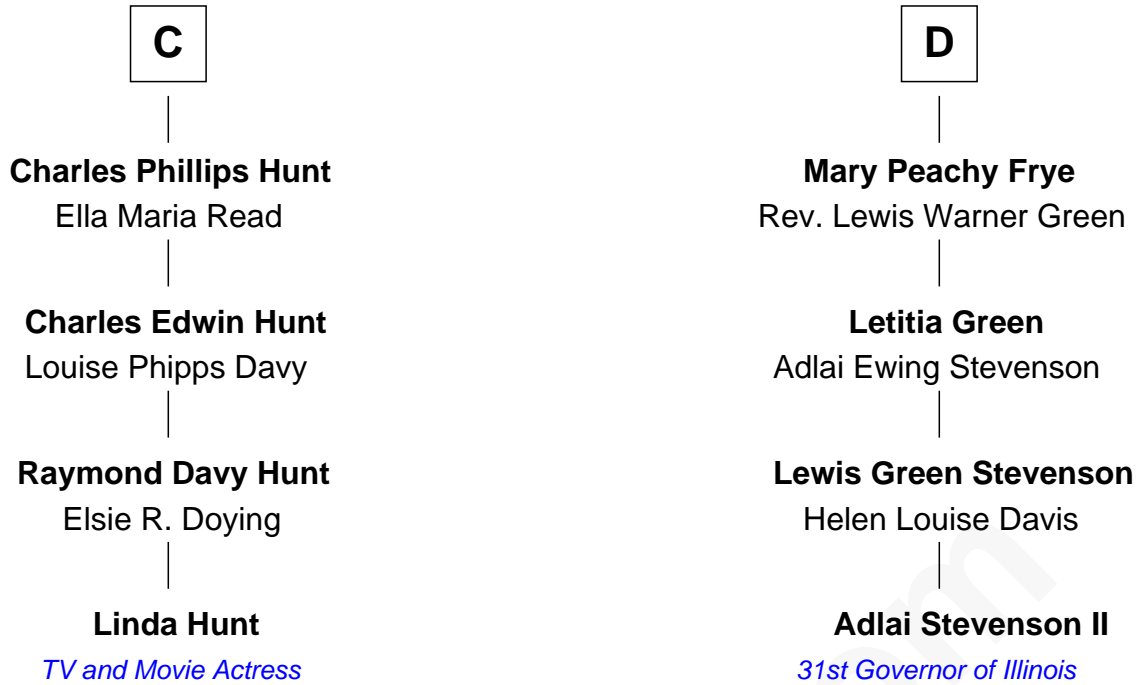 C
Charles Phillips Hunt
Ella Maria Read
Charles Edwin Hunt
Louise Phipps Davy
Raymond Davy Hunt
Elsie R. Doying
Linda Hunt
TV and Movie Actress
D
Mary Peachy Frye
Rev. Lewis Warner Green
Letitia Green
Adlai Ewing Stevenson
Lewis Green Stevenson
Helen Louise Davis
Adlai Stevenson II
31st Governor of Illinois